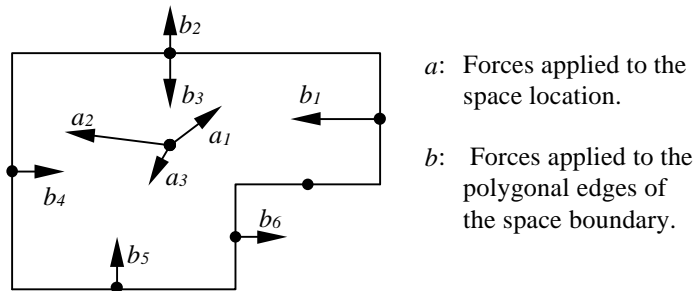 b2
a: Forces applied to the
b3
b1
space location.
a2
a1
a3
b: Forces applied to the
b4
polygonal edges of
b6
the space boundary.
b5